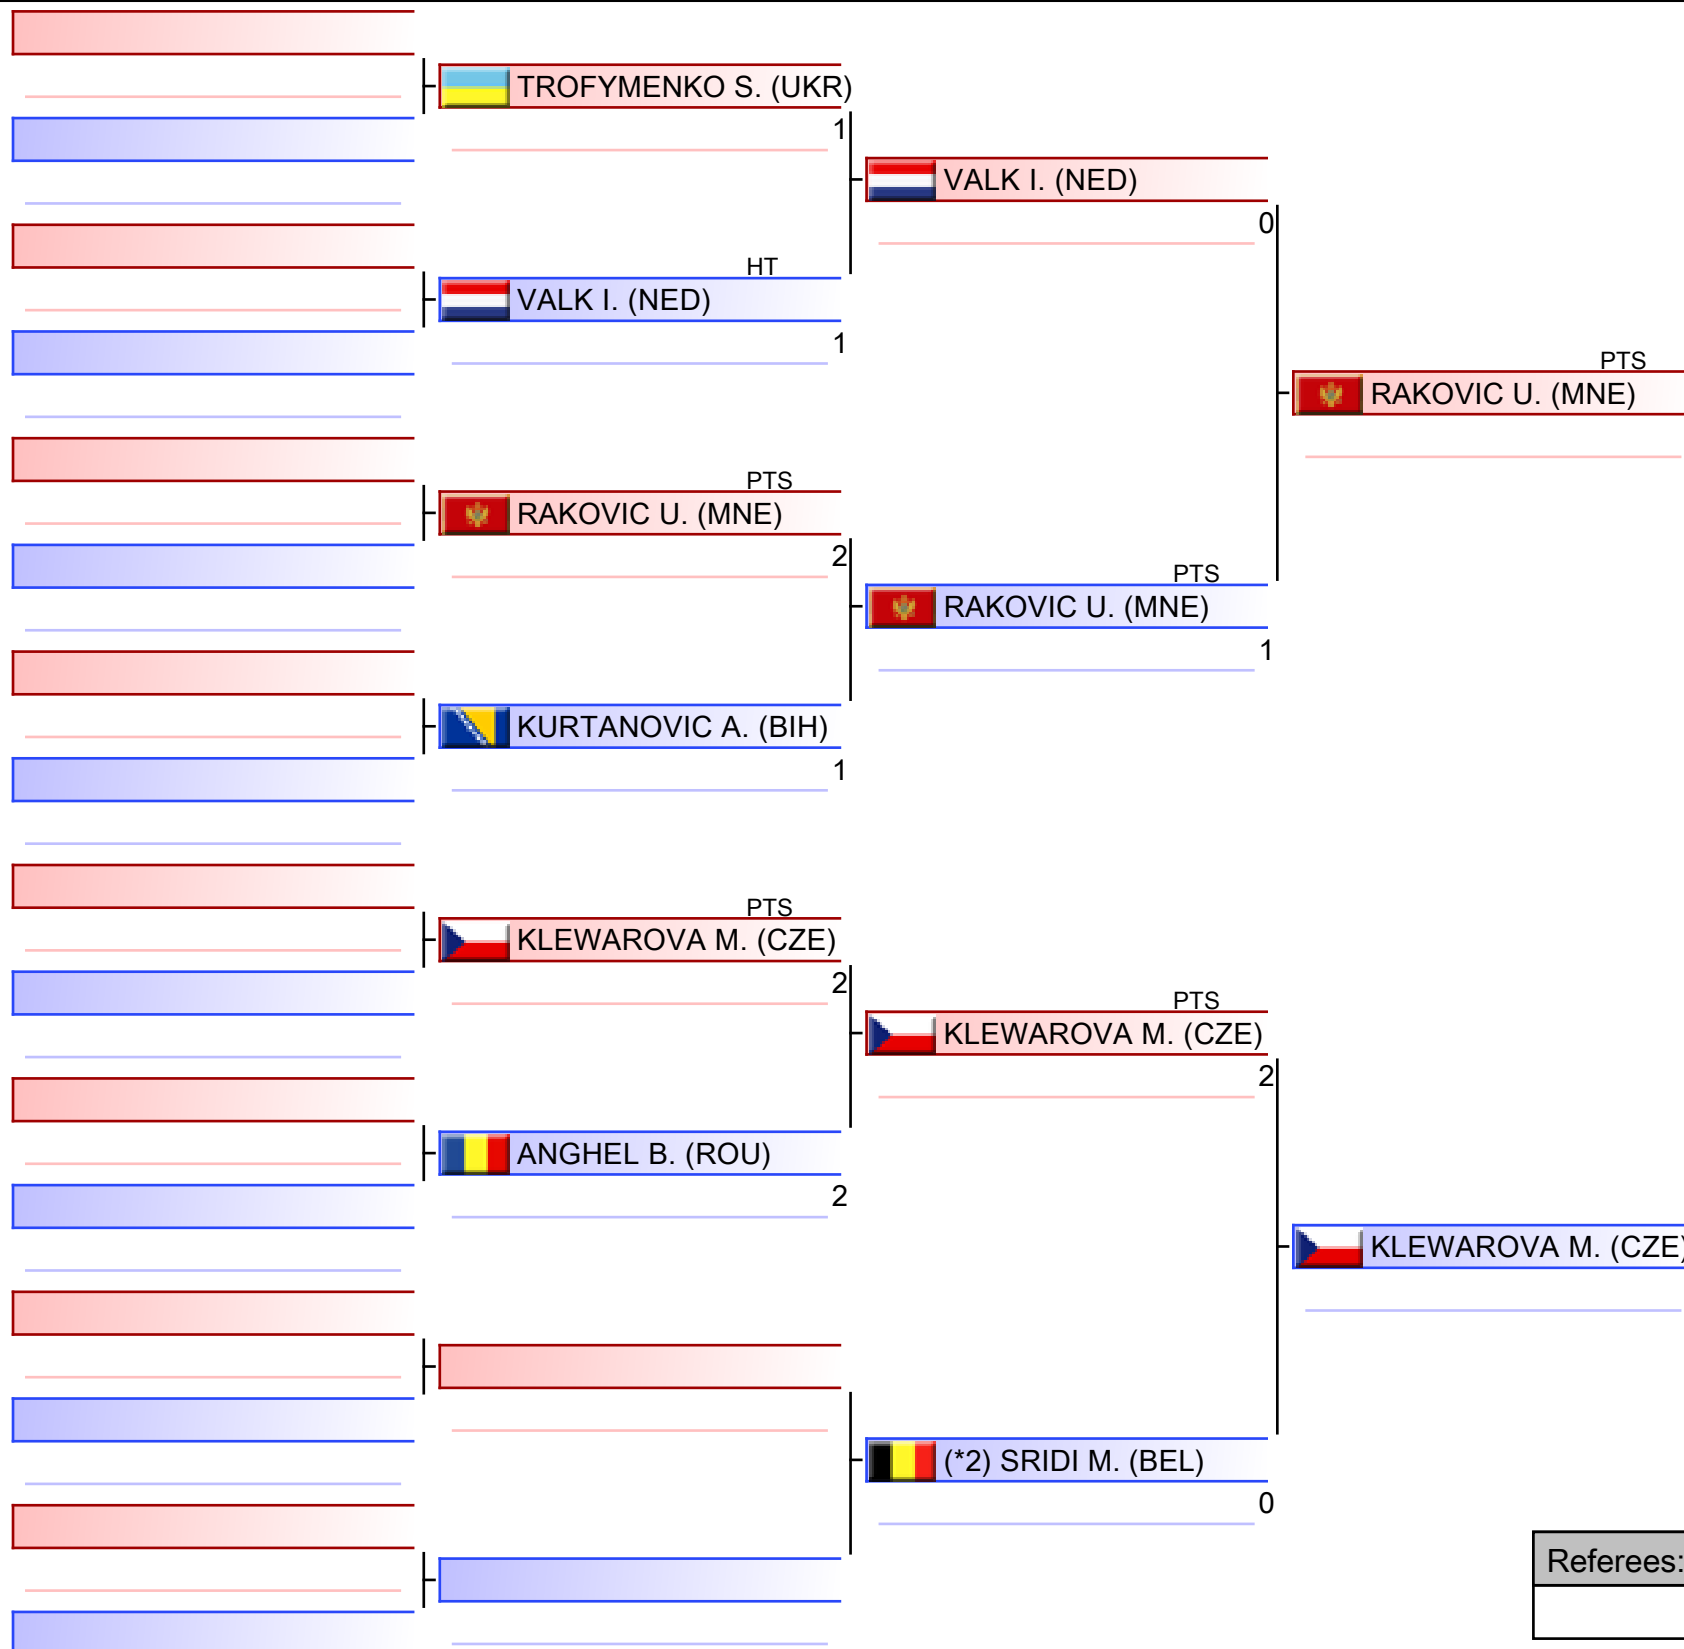 TROFYMENKO S. (UKR)
1
HT
VALK I. (NED)
1
PTS
RAKOVIC U. (MNE)
2
KURTANOVIC A. (BIH)
1
PTS
KLEWAROVA M. (CZE)
2
ANGHEL B. (ROU)
2
VALK I. (NED)
0
PTS
RAKOVIC U. (MNE)
1
PTS
KLEWAROVA M. (CZE)
2
(*2) SRIDI M. (BEL)
0
PTS
RAKOVIC U. (MNE)
KLEWAROVA M. (CZE)
Referees: